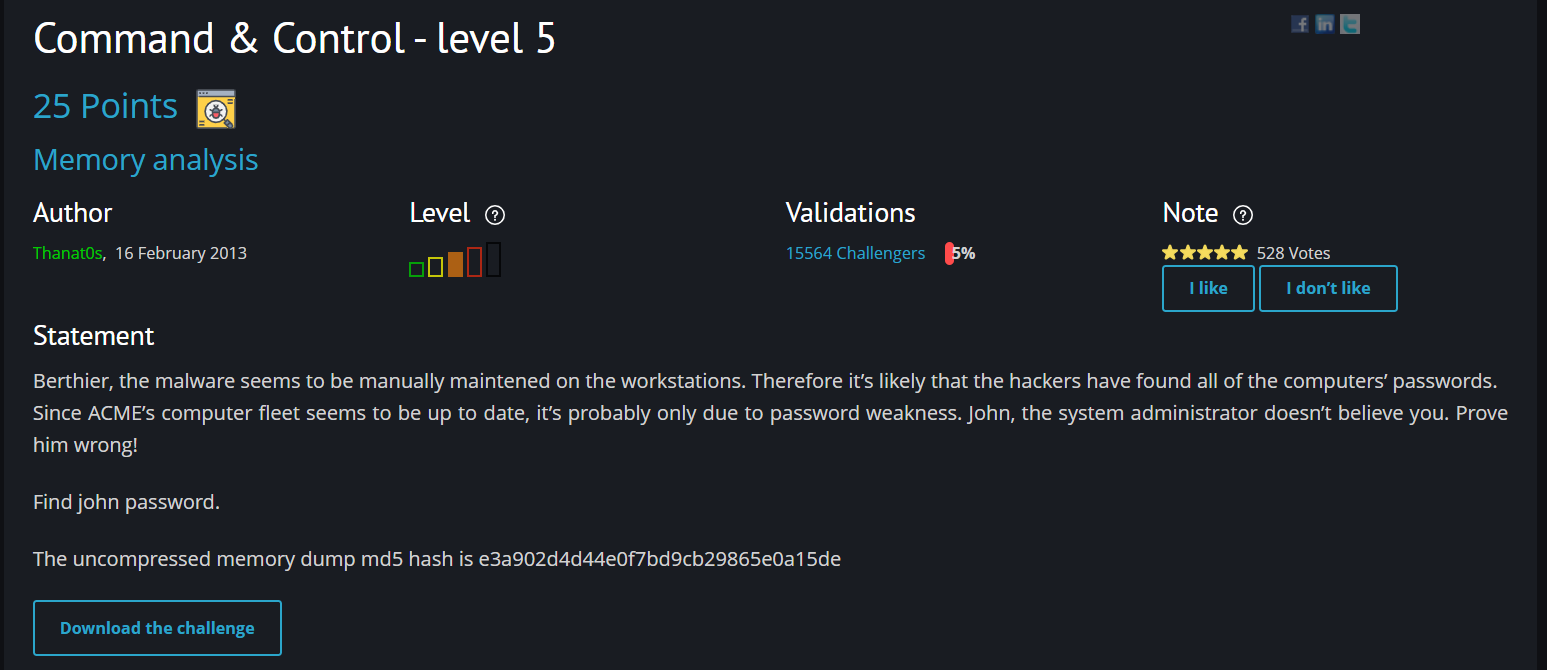 Command & Control - level 5
25 Points
Memory analysis
Author
Level ?
Validations
Note ?
Thanat0s, 16 February 2013
15564 Challengers 5%
528 Votes
I like
I don't like
Statement
Berthier, the malware seems to be manually maintened on the workstations. Therefore it's likely that the hackers have found all of the computers' passwords.
Since ACME's computer fleet seems to be up to date, it's probably only due to password weakness. John, the system administrator doesn't believe you. Prove
him wrong!
Find john password.
The uncompressed memory dump md5 hash is e3a902d4d44e0f7bd9cb29865e0a15de
Download the challenge